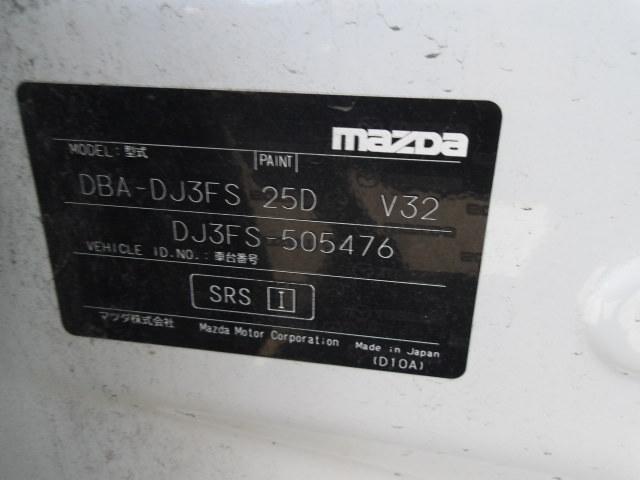 mazda
MODEL:型式 PAINT
DBA-DJ3FS 25D V32
DJ3FS-505476
VEHICLE ID.NO.:車台番号
SRS I
マツダ株式会社 Mazda Motor Corporation Made in Japan
(D10A)